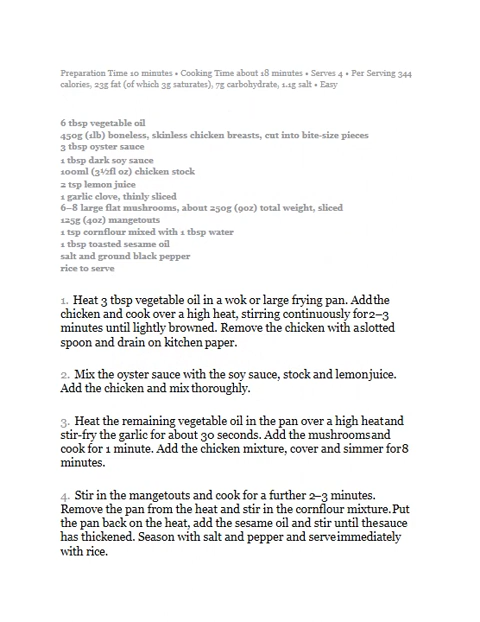 Preparation Time 10 minutes • Cooking Time about 18 minutes • Serves 4 • Per Serving 344
calories, 23g fat (of which 3g saturates), 7g carbohydrate, 1.1g salt • Easy
6 tbsp vegetable oil
450g (1lb) boneless, skinless chicken breasts, cut into bite-size pieces
3 tbsp oyster sauce
1 tbsp dark soy sauce
100ml (3½fl oz) chicken stock
2 tsp lemon juice
1 garlic clove, thinly sliced
6–8 large flat mushrooms, about 250g (9oz) total weight, sliced
125g (4oz) mangetouts
1 tsp cornflour mixed with 1 tbsp water
1 tbsp toasted sesame oil
salt and ground black pepper
rice to serve
1. Heat 3 tbsp vegetable oil in a wok or large frying pan. Addthe
chicken and cook over a high heat, stirring continuously for2–3
minutes until lightly browned. Remove the chicken with aslotted
spoon and drain on kitchen paper.
2. Mix the oyster sauce with the soy sauce, stock and lemonjuice.
Add the chicken and mixthoroughly.
3. Heat the remaining vegetable oil in the pan over a high heatand
stir-fry the garlic for about 30 seconds. Add the mushroomsand
cook for 1 minute. Add the chicken mixture, cover and simmer for8
minutes.
4. Stir in the mangetouts and cook for a further 2–3 minutes.
Remove the pan from the heat and stir in the cornflour mixture.Put
the pan back on the heat, add the sesame oil and stir until thesauce
has thickened. Season with salt and pepper and serveimmediately
with rice.